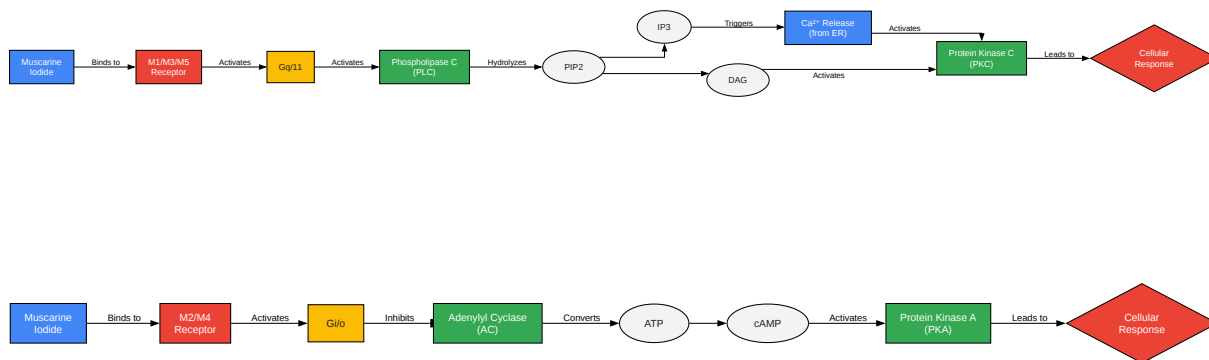 Muscarine
Iodide
Binds to
M1/M3/M5
Receptor
Activates
Gq/11
Activates
Phospholipase C
(PLC)
Hydrolyzes
PIP2
IP3
Triggers
Ca²⁺ Release
(from ER)
Activates
DAG
Activates
Protein Kinase C
(PKC)
Leads to
Cellular
Response
Muscarine
Iodide
Binds to
M2/M4
Receptor
Activates
Gi/o
Inhibits
Adenylyl Cyclase
(AC)
Converts
ATP
cAMP
Activates
Protein Kinase A
(PKA)
Leads to
Cellular
Response